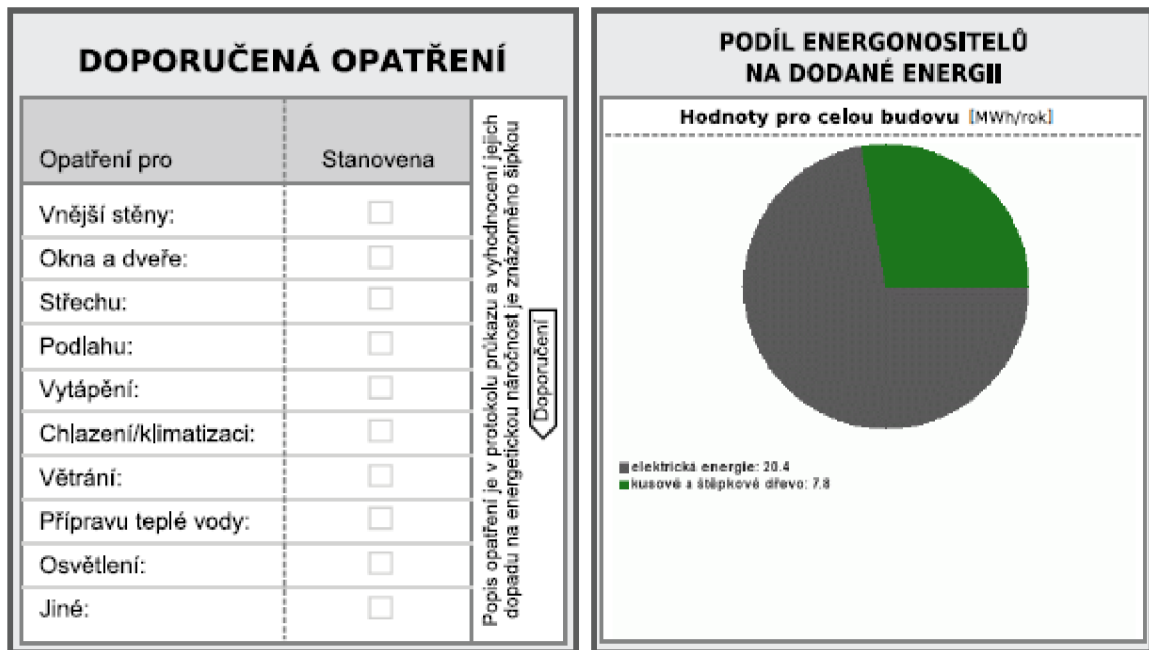 DOPORUČENÁ OPATŘENÍ
Opatření pro
Stanovena
Vnější stěny:
Okna a dveře:
Střechu:
Podlahu:
Vytápění:
Chlazení/klimatizaci:
Větrání:
Přípravu teplé vody:
Osvětlení:
Jiné:
Popis opatření je v protokolu průkazu a vyhodnocení jejich
dopadu na energetickou náročnost je znázorněno šipkou
Doporučení
PODÍL ENERGONOSITELŮ
NA DODANÉ ENERGII
Hodnoty pro celou budovu [MWh/rok]
elektrická energie: 20.4
kusové a štěpkové dřevo: 7.8